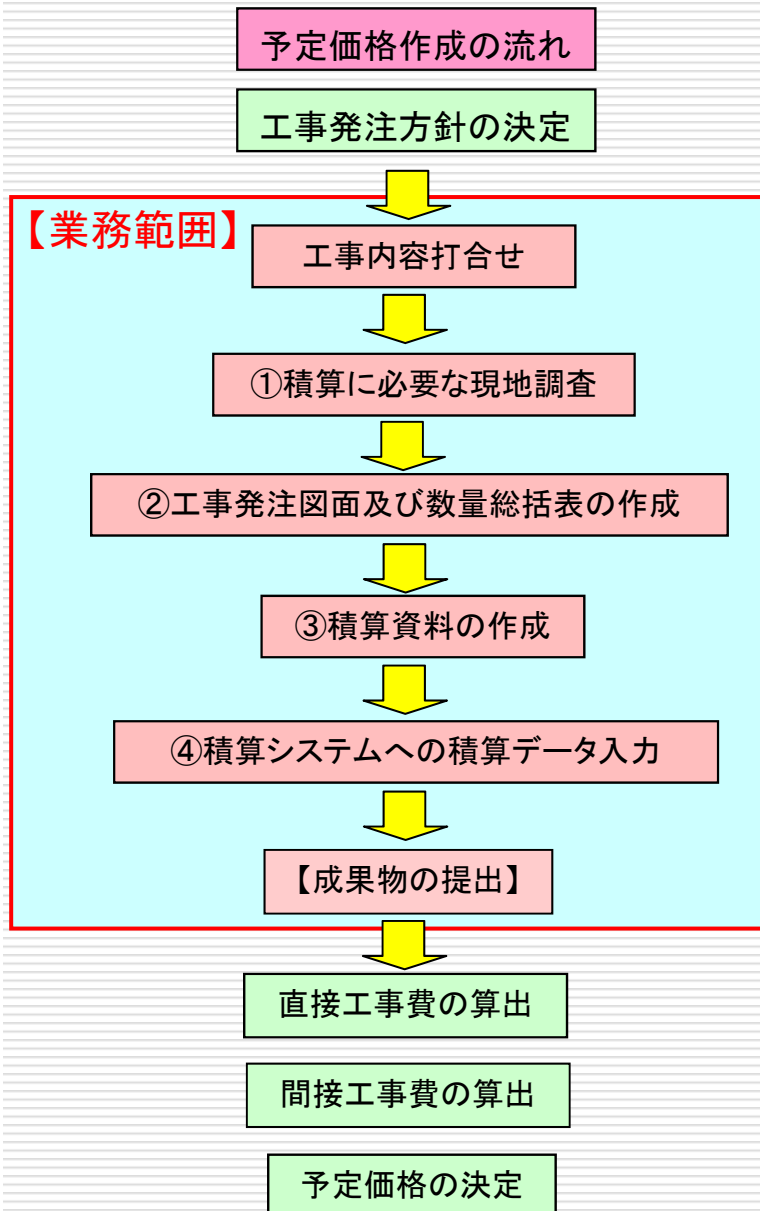 予定価格作成の流れ
工事発注方針の決定
【業務範囲】
工事内容打合せ
①積算に必要な現地調査
②工事発注図面及び数量総括表の作成
③積算資料の作成
④積算システムへの積算データ入力
【成果物の提出】
直接工事費の算出
間接工事費の算出
予定価格の決定